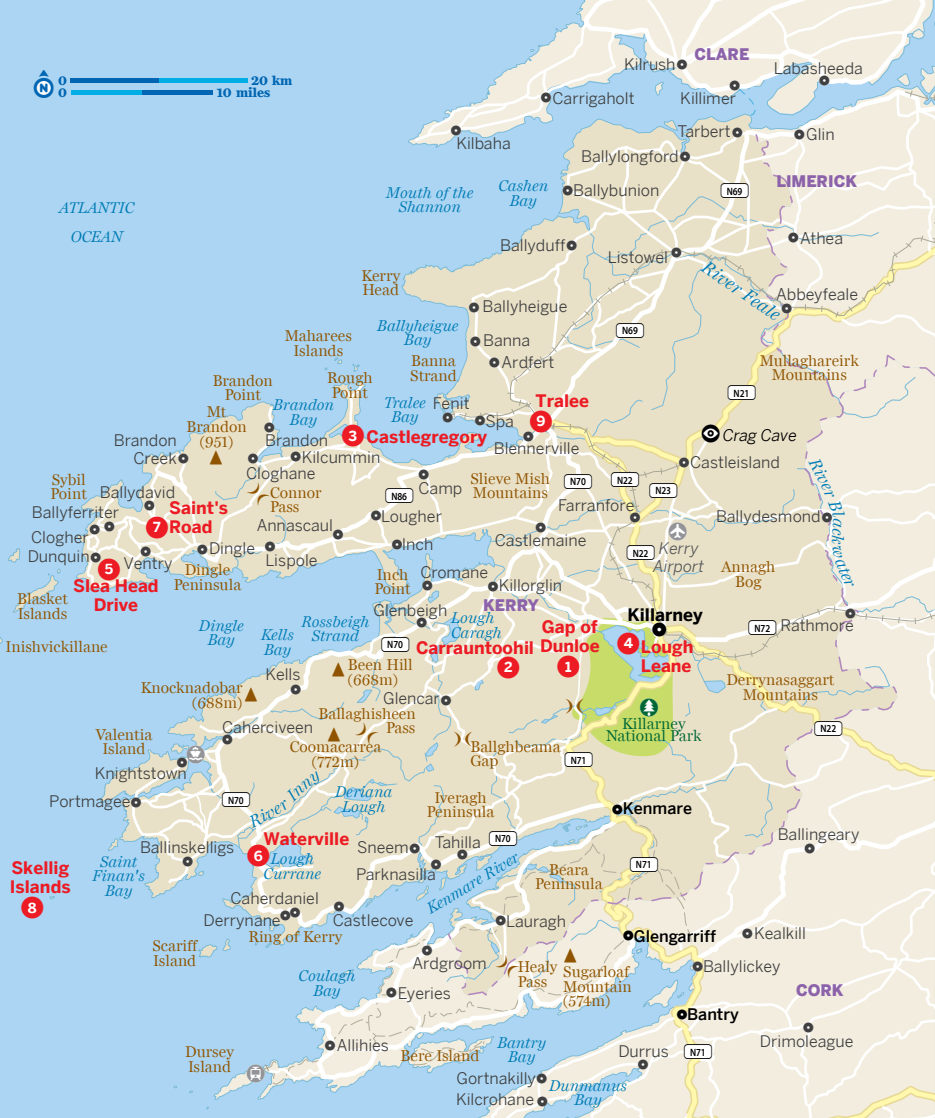 CLARE
Kilrush
Labasheeda
0 20 km
N
0 10 miles
Killimer
Carrigaholt
Tarbert
Glin
Kilbaha
Ballylongford
LIMERICK
Mouth of the
Shannon
Cashen
Bay
Ballybunion
N69
ATLANTIC
OCEAN
Ballyduff
Listowel
Athea
River Feale
Kerry
Head
Abbeyfeale
Ballyheigue
Ballyheigue
Bay
N69
Maharees
Islands
Banna
Banna
Strand
Ardfert
Mullaghareirk
Mountains
Brandon
Point
Rough
Point
N21
Mt
Brandon
(951)
Brandon
Bay
Tralee
Bay
Fenit
Spa
Tralee
9
3 Castlegregory
Crag Cave
Brandon
Creek
Brandon
Kilcummin
Blennerville
Cloghane
Castleisland
Sybil
Point
Ballydavid
Connor
Pass
Camp
Slieve Mish
Mountains
N70
N22
N23
River Blackwater
Ballyferriter
Saint's
Road
7
N86
Lougher
Farranfore
Ballydesmond
Clogher
Annascaul
Castlemaine
Dunquin
Ventry
Dingle
Lispole
Inch
N22
Kerry
Airport
5
Slea Head
Drive
Dingle
Peninsula
Inch
Point
Cromane
Killorglin
Annagh
Bog
Blasket
Islands
Glenbeigh
KERRY
Killarney
Inishvickillane
Dingle
Bay
Kells
Bay
Rossbeigh
Strand
Lough
Caragh
Gap of
Dunloe
1
N72
Rathmore
N70
Carrauntoohil
2
4 Lough
Leane
Kells
Been Hill
(668m)
Knocknadobar
(688m)
Glencar
Derrynasaggart
Mountains
Caherciveen
Ballaghisheen
Pass
Killarney
National Park
N22
Valentia
Island
Coomacarrea
(772m)
Ballghbeama
Gap
Knightstown
N71
Portmagee
N70
River Inny
Deriana
Lough
Iveragh
Peninsula
Kenmare
Ballinskelligs
Waterville
6
Lough
Currane
Sneem
Tahilla
N70
Ballingeary
Skellig
Islands
8
Saint
Finan's
Bay
Parknasilla
Kenmare River
Beara
Peninsula
N71
Caherdaniel
Derrynane
Castlecove
Ring of Kerry
Lauragh
Glengarriff
Kealkill
Scariff
Island
Ardgroom
Healy
Pass
Sugarloaf
Mountain
(574m)
Ballylickey
Coulagh
Bay
Eyeries
CORK
Bantry
Allihies
Bere Island
Bantry
Bay
Drimoleague
Dursey
Island
Durrus
N71
Gortnakilly
Dunmanus
Bay
Kilcrohane